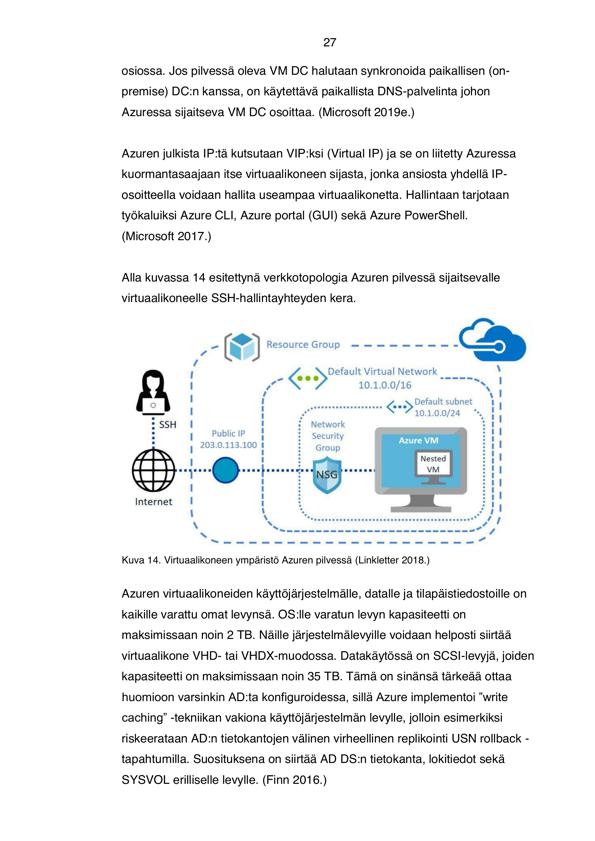 27
osiossa. Jos pilvessä oleva VM DC halutaan synkronoida paikallisen (on-
premise) DC:n kanssa, on käytettävä paikallista DNS-palvelinta johon
Azuressa sijaitseva VM DC osoittaa. (Microsoft 2019e.)
Azuren julkista IP:tä kutsutaan VIP:ksi (Virtual IP) ja se on liitetty Azuressa
kuormantasaajaan itse virtuaalikoneen sijasta, jonka ansiosta yhdellä IP-
osoitteella voidaan hallita useampaa virtuaalikonetta. Hallintaan tarjotaan
työkaluiksi Azure CLI, Azure portal (GUI) sekä Azure PowerShell.
(Microsoft 2017.)
Alla kuvassa 14 esitettynä verkkotopologia Azuren pilvessä sijaitsevalle
virtuaalikoneelle SSH-hallintayhteyden kera.
Resource Group
Default Virtual Network
10.1.0.0/16
Default subnet
10.1.0.0/24
SSH
Public IP
203.0.113.100
Network
Security
Group
NSG
Azure VM
Nested
VM
Internet
Kuva 14. Virtuaalikoneen ympäristö Azuren pilvessä (Linkletter 2018.)
Azuren virtuaalikoneiden käyttöjärjestelmälle, datalle ja tilapäistiedostoille on
kaikille varattu omat levynsä. OS:lle varatun levyn kapasiteetti on
maksimissaan noin 2 TB. Näille järjestelmälevyille voidaan helposti siirtää
virtuaalikone VHD- tai VHDX-muodossa. Datakäytössä on SCSI-levyjä, joiden
kapasiteetti on maksimissaan noin 35 TB. Tämä on sinänsä tärkeää ottaa
huomioon varsinkin AD:ta konfiguroidessa, sillä Azure implementoi ”write
caching” -tekniikan vakiona käyttöjärjestelmän levylle, jolloin esimerkiksi
riskeerataan AD:n tietokantojen välinen virheellinen replikointi USN rollback -
tapahtumilla. Suosituksena on siirtää AD DS:n tietokanta, lokitiedot sekä
SYSVOL erilliselle levylle. (Finn 2016.)